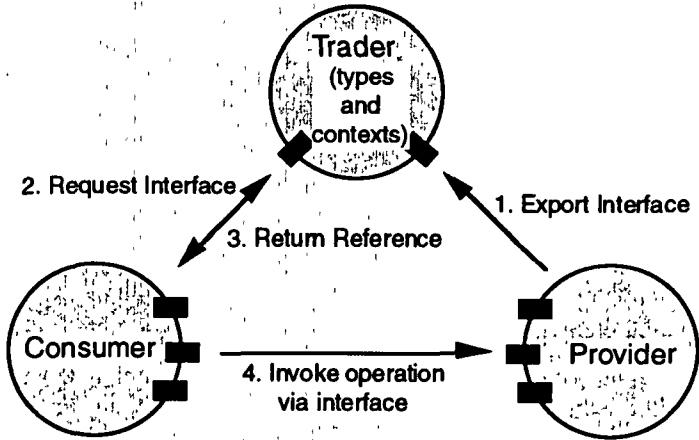 Trader
(types
and
contexts)
2. Request Interface
1. Export Interface
3. Return Reference
Consumer
Provider
4. Invoke operation
via interface